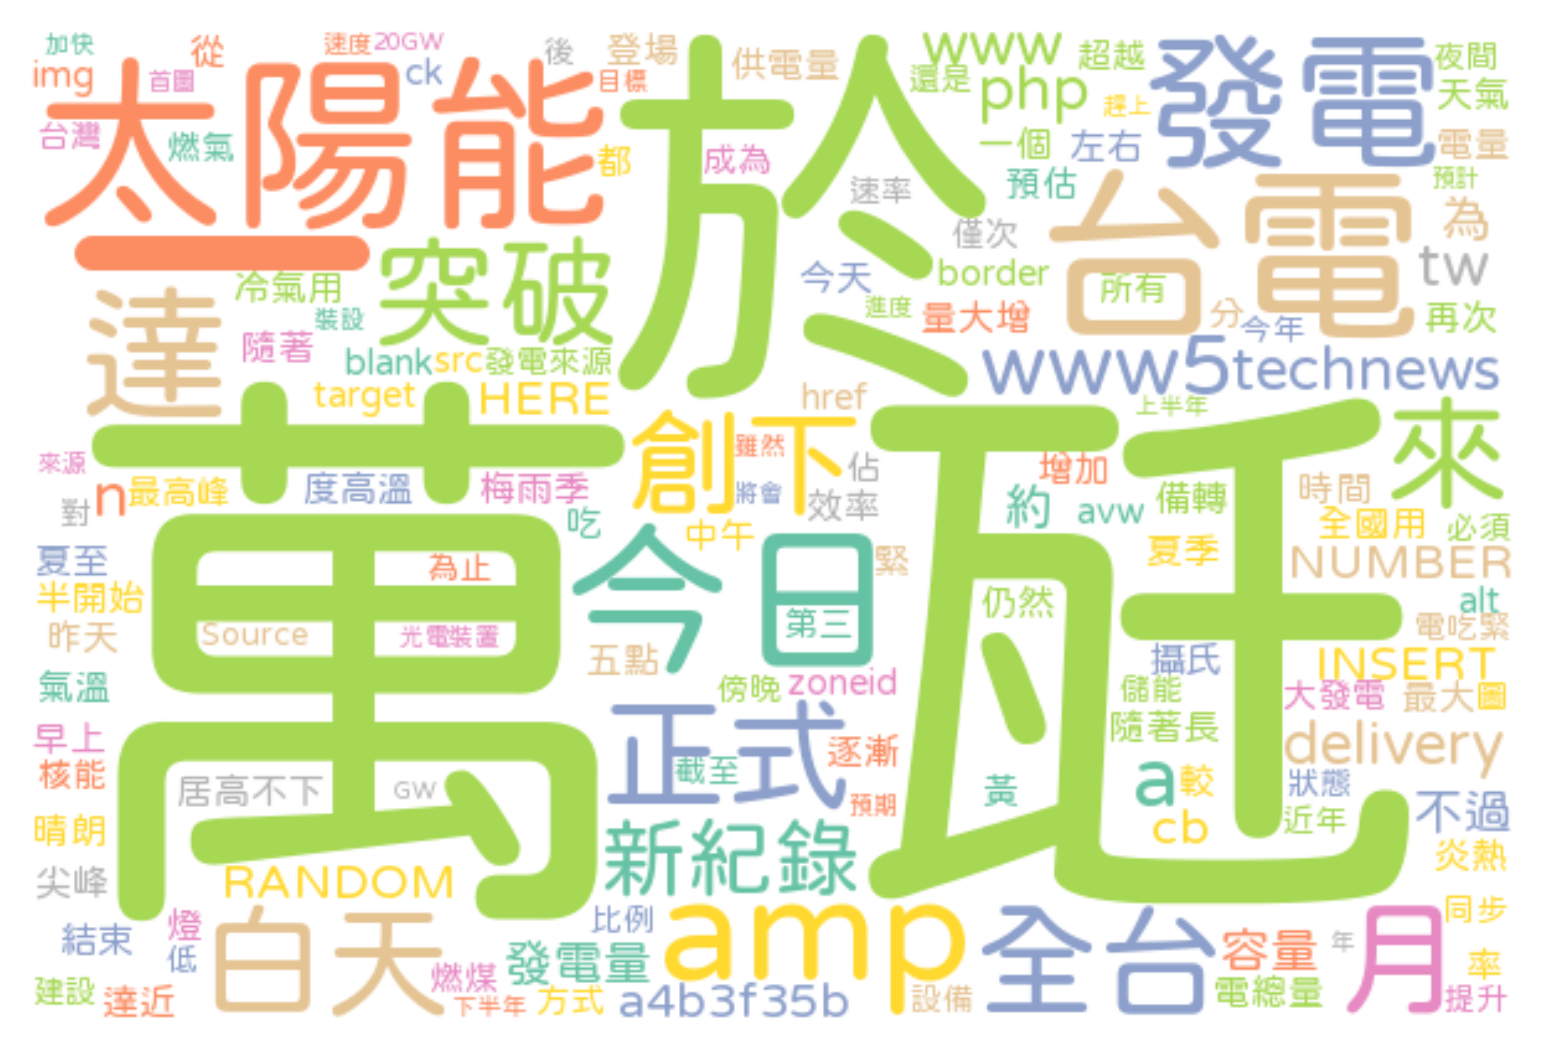 加快 從 速度 20GW 後 登場 供電量 www 超越 發電 夜間
img 首圖 太陽能 ck 目標 於 還是 php 趕上 天氣
台灣 燃氣 都 成為 一個 左右 電量
速率 預估 台電 預計
一 突破 僅次 為
達 冷氣用 今天 border 所有 tw
裝設 進度 量大增 分 今年 再次
隨著 blank src 發電來源 www5 technews
target HERE href 上半年
萬 創下 雖然 瓩 來
來源 佔 增加
n 最高峰 度高溫 梅雨季 將會 效率 約 avw 備轉 時間
對 吃 中午 全國用 必須
夏至 為止 今日 緊 夏季 NUMBER
半開始 仍然 alt
昨天 Source 光電裝置 第三 電吃緊
五點 攝氏 INSERT
氣溫 傍晚 zoneid 儲能 大發電 最大圖
早上 正式 逐漸 隨著長 delivery
核能 截至 a 較 狀態
居高不下 GW 預期 黃 不過
晴朗 新紀錄 cb 近年
尖峰 RANDOM 炎熱
燈 白天 比例 amp 全台 月 同步
結束 低 發電量 容量 年
燃煤 率
建設 達近 下半年 方式 a4b3f35b 設備 電總量 提升